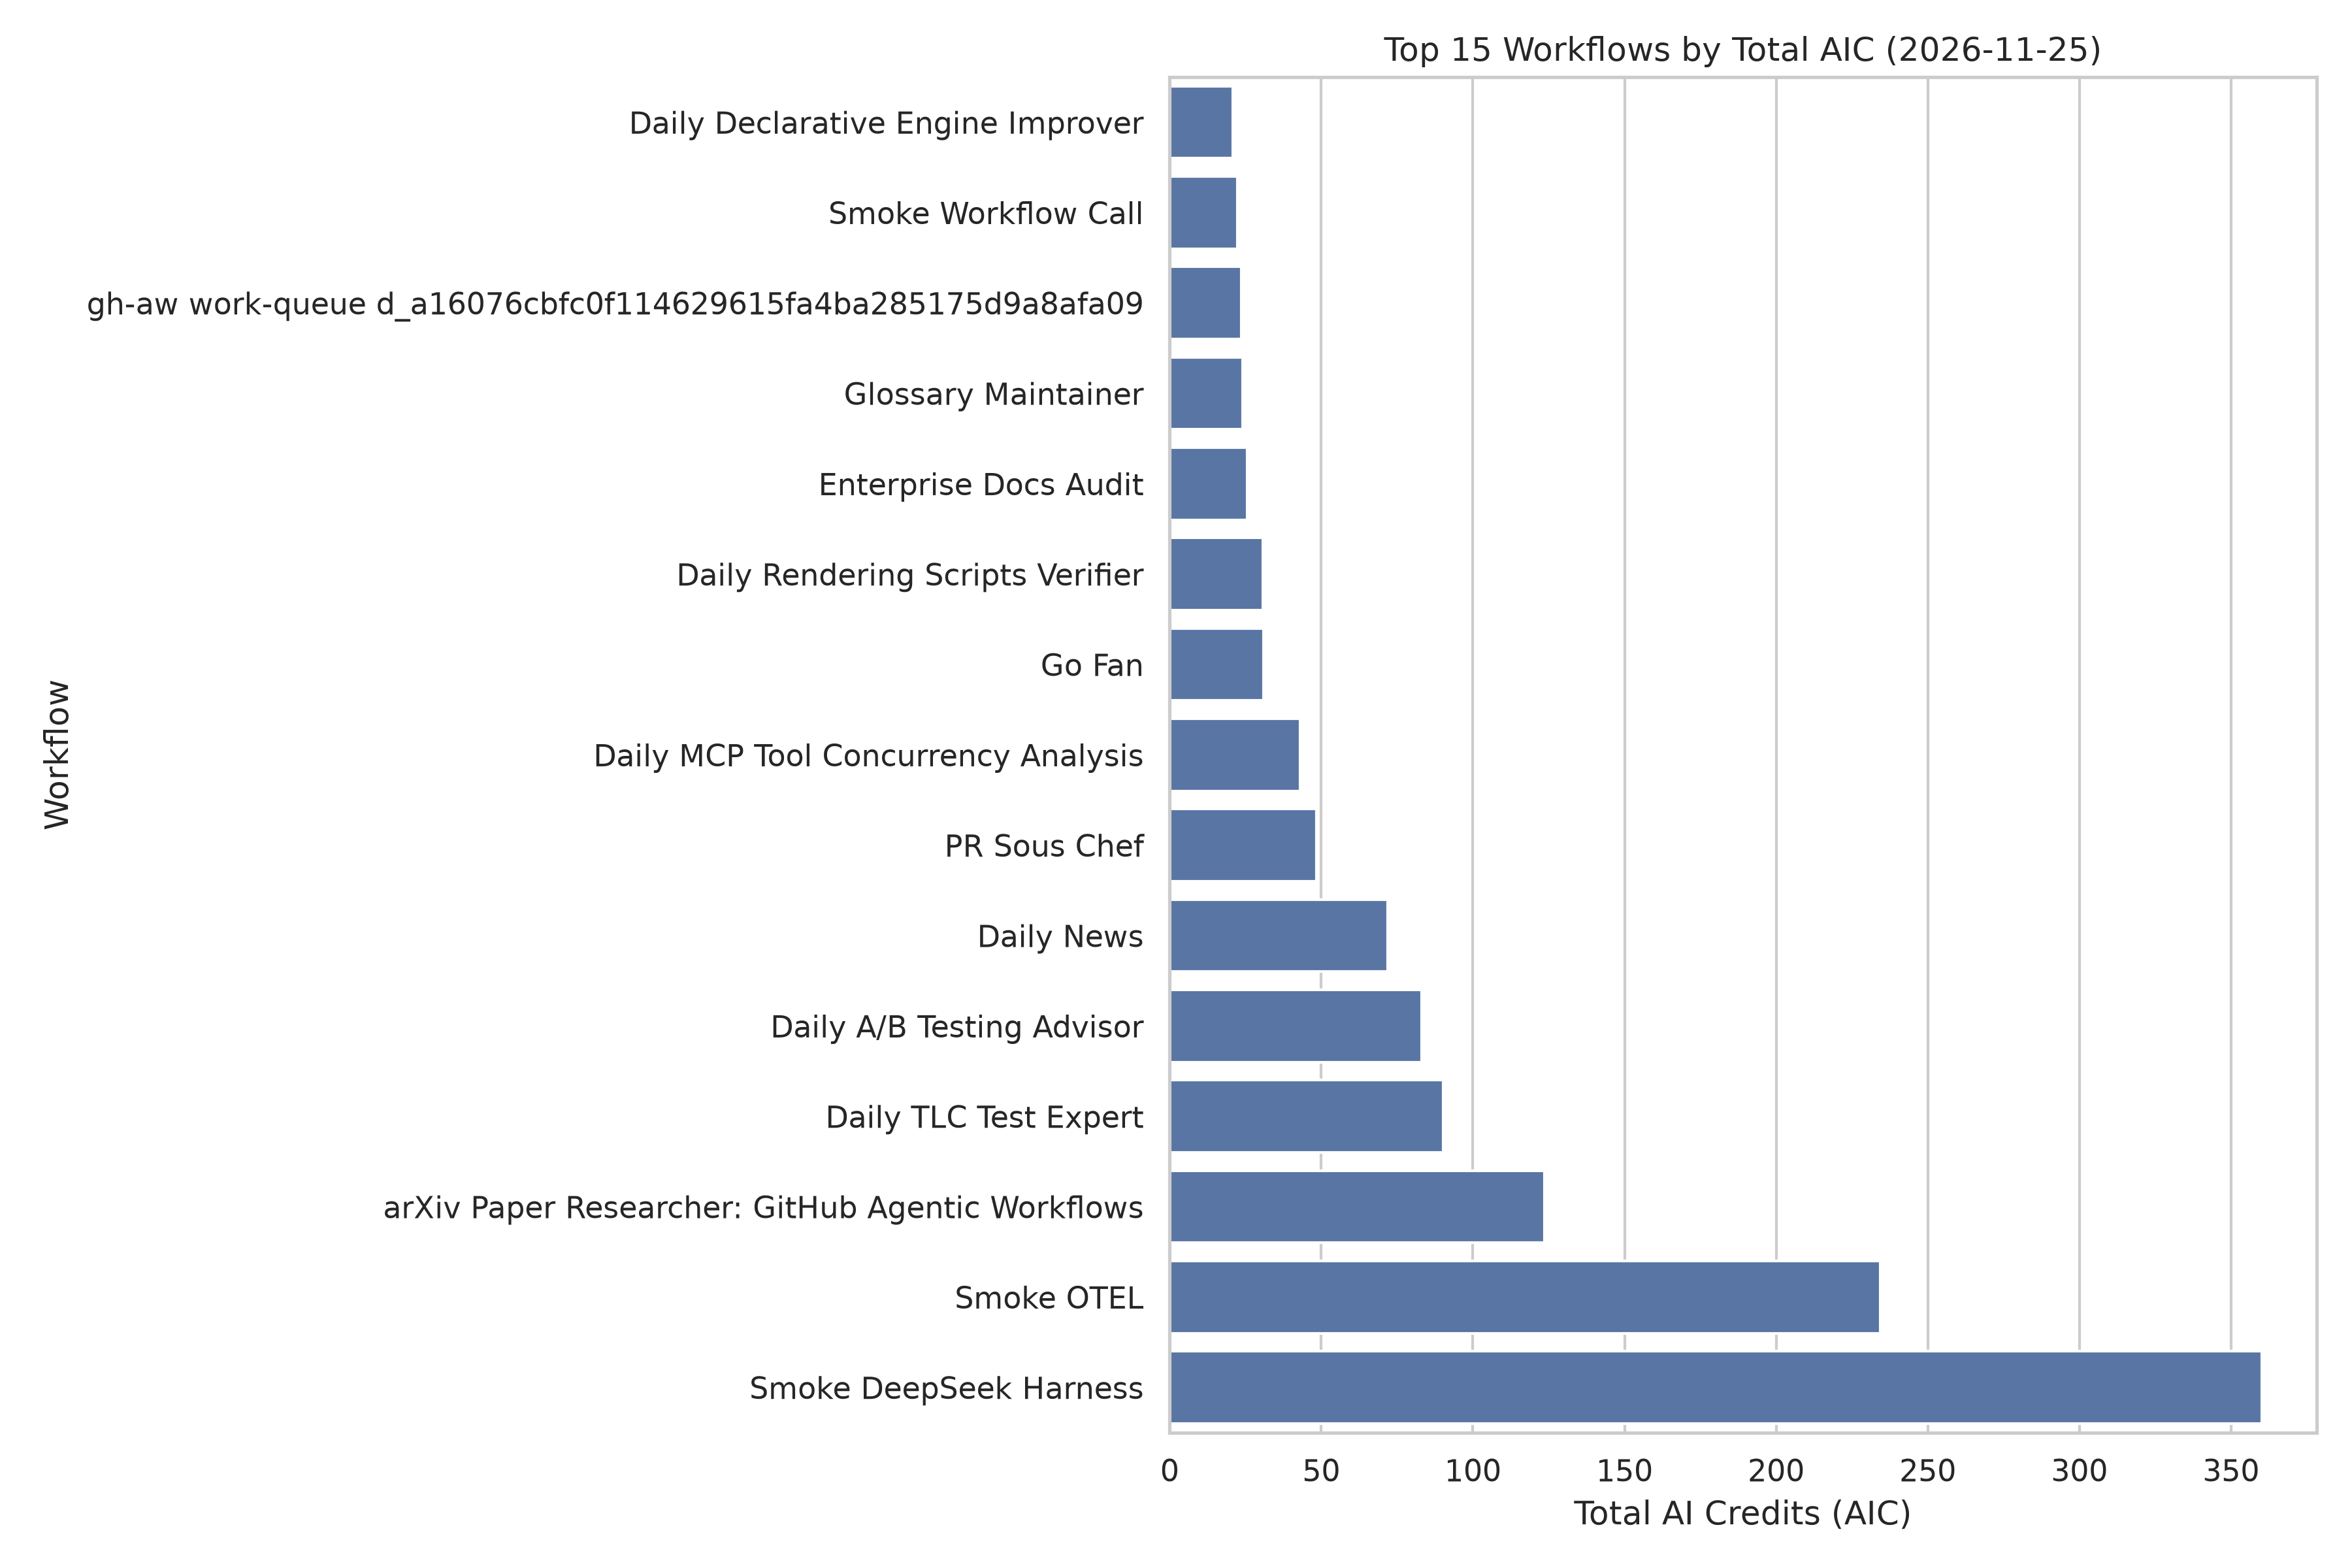 Top 15 Workflows by Total AIC (2026-11-25)
Workflow
Daily Declarative Engine Improver
Smoke Workflow Call
gh-aw work-queue d_a16076cbfc0f114629615fa4ba285175d9a8afa09
Glossary Maintainer
Enterprise Docs Audit
Daily Rendering Scripts Verifier
Go Fan
Daily MCP Tool Concurrency Analysis
PR Sous Chef
Daily News
Daily A/B Testing Advisor
Daily TLC Test Expert
arXiv Paper Researcher: GitHub Agentic Workflows
Smoke OTEL
Smoke DeepSeek Harness
0 50 100 150 200 250 300 350
Total AI Credits (AIC)